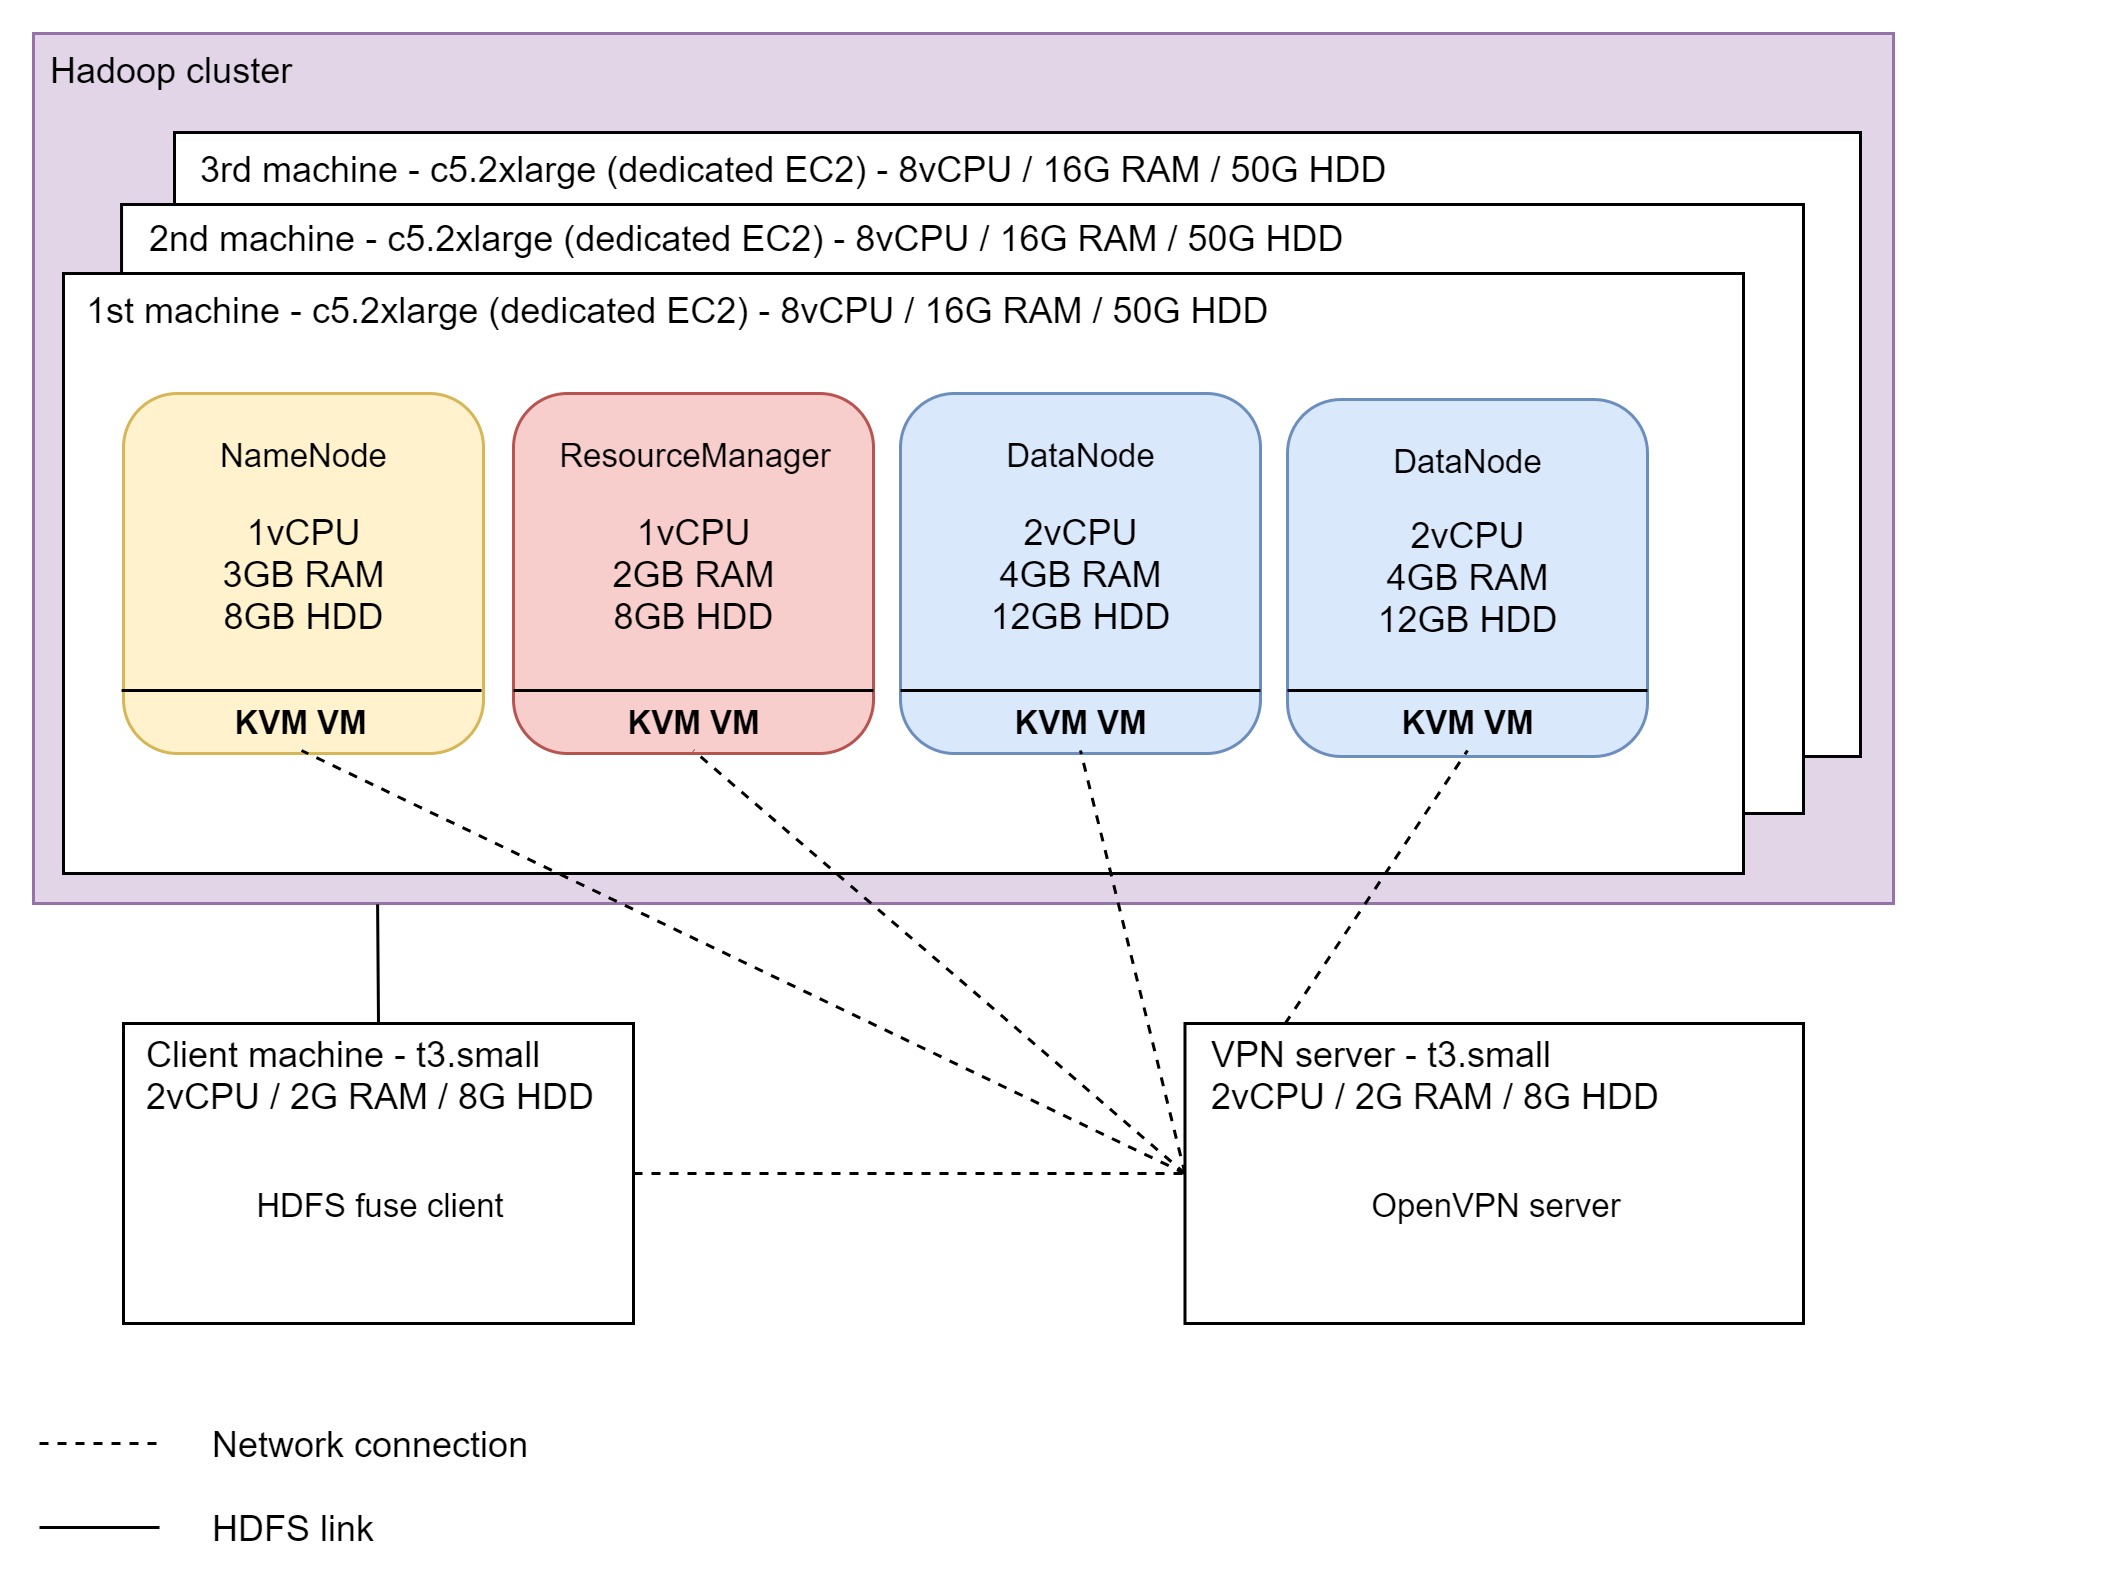 Hadoop cluster
3rd machine - c5.2xlarge (dedicated EC2) - 8vCPU / 16G RAM / 50G HDD
2nd machine - c5.2xlarge (dedicated EC2) - 8vCPU / 16G RAM / 50G HDD
1st machine - c5.2xlarge (dedicated EC2) - 8vCPU / 16G RAM / 50G HDD
NameNode
1vCPU
3GB RAM
8GB HDD
KVM VM
ResourceManager
1vCPU
2GB RAM
8GB HDD
KVM VM
DataNode
2vCPU
4GB RAM
12GB HDD
KVM VM
DataNode
2vCPU
4GB RAM
12GB HDD
KVM VM
Client machine - t3.small
2vCPU / 2G RAM / 8G HDD
HDFS fuse client
VPN server - t3.small
2vCPU / 2G RAM / 8G HDD
OpenVPN server
Network connection
HDFS link